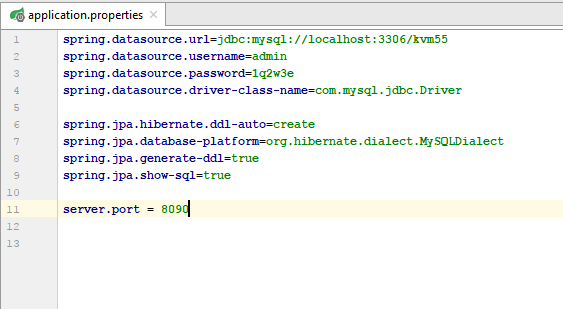 application.properties
1 spring.datasource.url=jdbc:mysql://localhost:3306/kvm55
2 spring.datasource.username=admin
3 spring.datasource.password=1q2w3e
4 spring.datasource.driver-class-name=com.mysql.jdbc.Driver
5
6 spring.jpa.hibernate.ddl-auto=create
7 spring.jpa.database-platform=org.hibernate.dialect.MySQLDialect
8 spring.jpa.generate-ddl=true
9 spring.jpa.show-sql=true
10
11 server.port = 8090
12
13